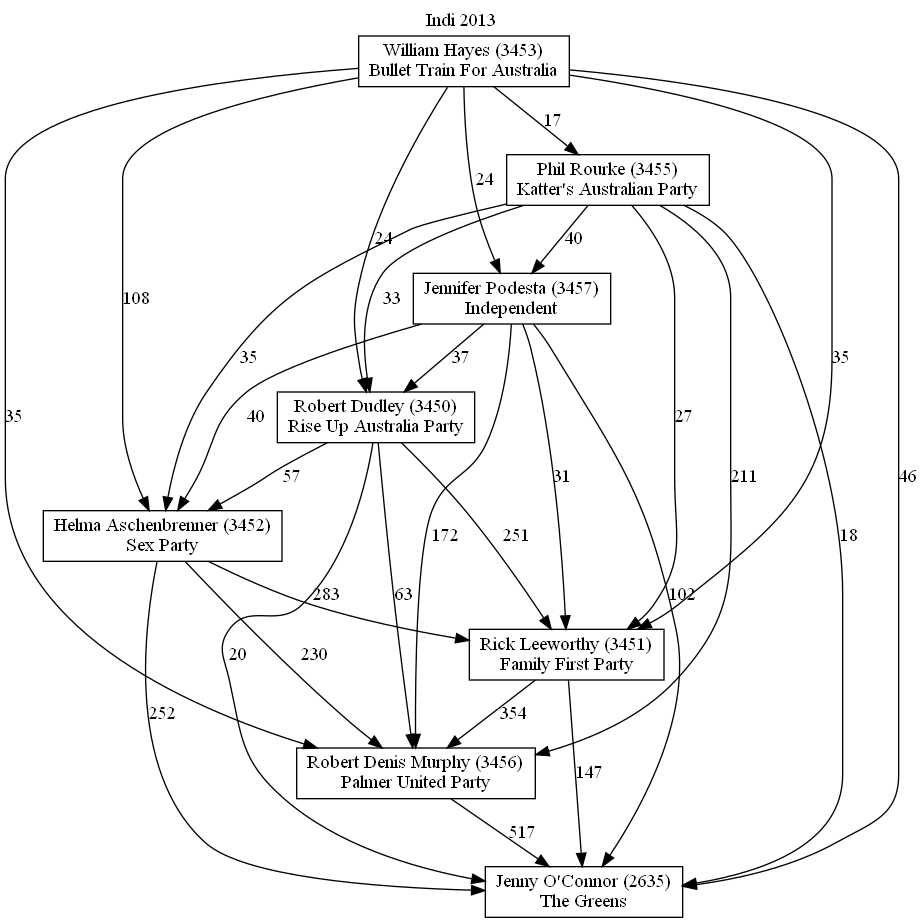 Indi 2013
William Hayes (3453)
Bullet Train For Australia
17
Phil Rourke (3455)
Katter's Australian Party
24
24
40
Jennifer Podesta (3457)
Independent
108
33
35
37
35
Robert Dudley (3450)
Rise Up Australia Party
35
40
27
57
31
211
46
Helma Aschenbrenner (3452)
Sex Party
172
251
18
283
63
102
Rick Leeworthy (3451)
Family First Party
20
230
252
354
Robert Denis Murphy (3456)
Palmer United Party
147
517
Jenny O'Connor (2635)
The Greens